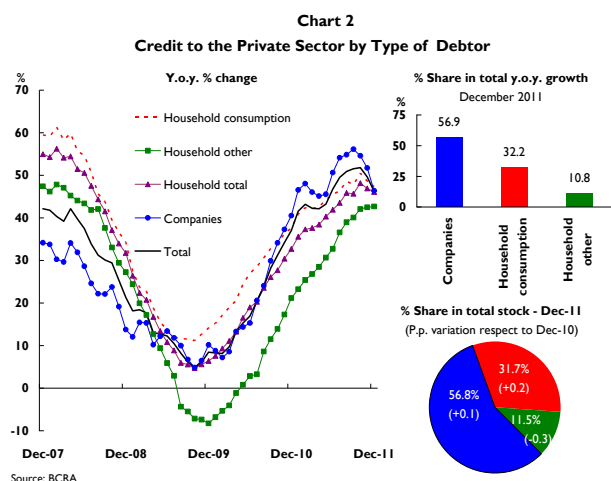 Chart 2
Credit to the Private Sector by Type of Debtor
Y.o.y. % change
%
70
60
50
40
30
20
10
0
-10
Household consumption
Household other
Household total
Companies
Total
Dec-07
Dec-08
Dec-09
Dec-10
Dec-11
Source: BCRA
% Share in total y.o.y. growth
December 2011
%
75
50
25
0
56.9
32.2
10.8
Companies
Household consumption
Household other
% Share in total stock - Dec-11
(P.p. variation respect to Dec-10)
31.7%
(+0.2)
56.8%
(+0.1)
11.5%
(-0.3)